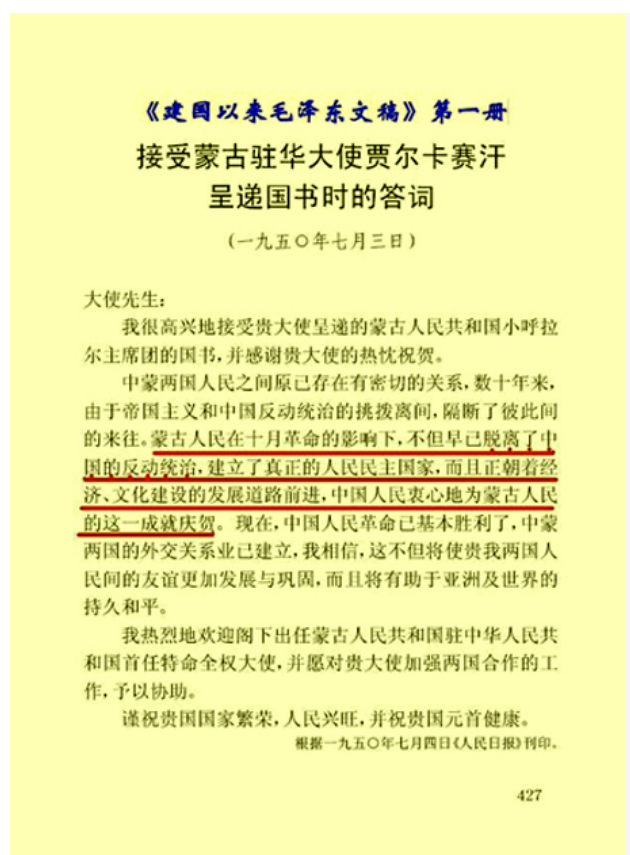 《建国以来毛泽东文稿》第一册
接受蒙古驻华大使贾尔卡赛汗
呈递国书时的答词
(一九五〇年七月三日)
大使先生:
我很高兴地接受贵大使呈递的蒙古人民共和国小呼拉
尔主席团的国书,并感谢贵大使的热忱祝贺。
中蒙两国人民之间原已存在有密切的关系,数十年来,
由于帝国主义和中国反动统治的挑拨离间,隔断了彼此间
的来往。蒙古人民在十月革命的影响下,不但早已脱离了中
国的反动统治,建立了真正的人民民主国家,而且正朝着经
济、文化建设的发展道路前进,中国人民衷心地为蒙古人民
的这一成就庆贺。现在,中国人民革命已基本胜利了,中蒙
两国的外交关系业已建立,我相信,这不但将使贵我两国人
民间的友谊更加发展与巩固,而且将有助于亚洲及世界的
持久和平。
我热烈地欢迎阁下出任蒙古人民共和国驻中华人民共
和国首任特命全权大使,并愿对贵大使加强两国合作的工
作,予以协助。
谨祝贵国国家繁荣,人民兴旺,并祝贵国元首健康。
根据一九五〇年七月四日《人民日报》刊印。
427